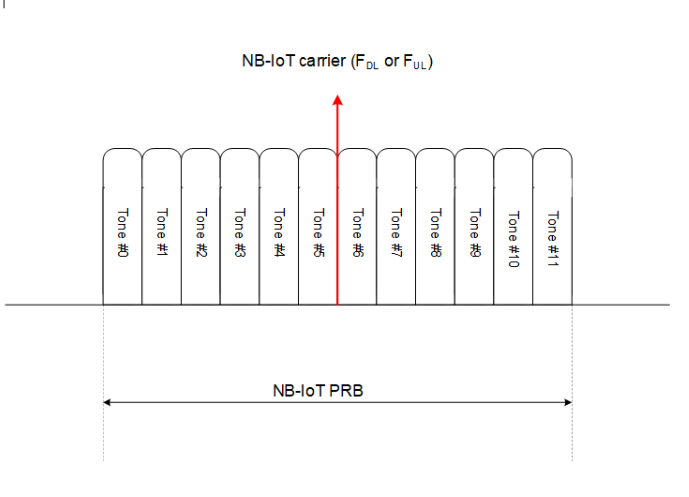 NB-IoT carrier (FDL or FUL)
Tone #0
Tone #1
Tone #2
Tone #3
Tone #4
Tone #5
Tone #6
Tone #7
Tone #8
Tone #9
Tone #10
Tone #11
NB-IoT PRB